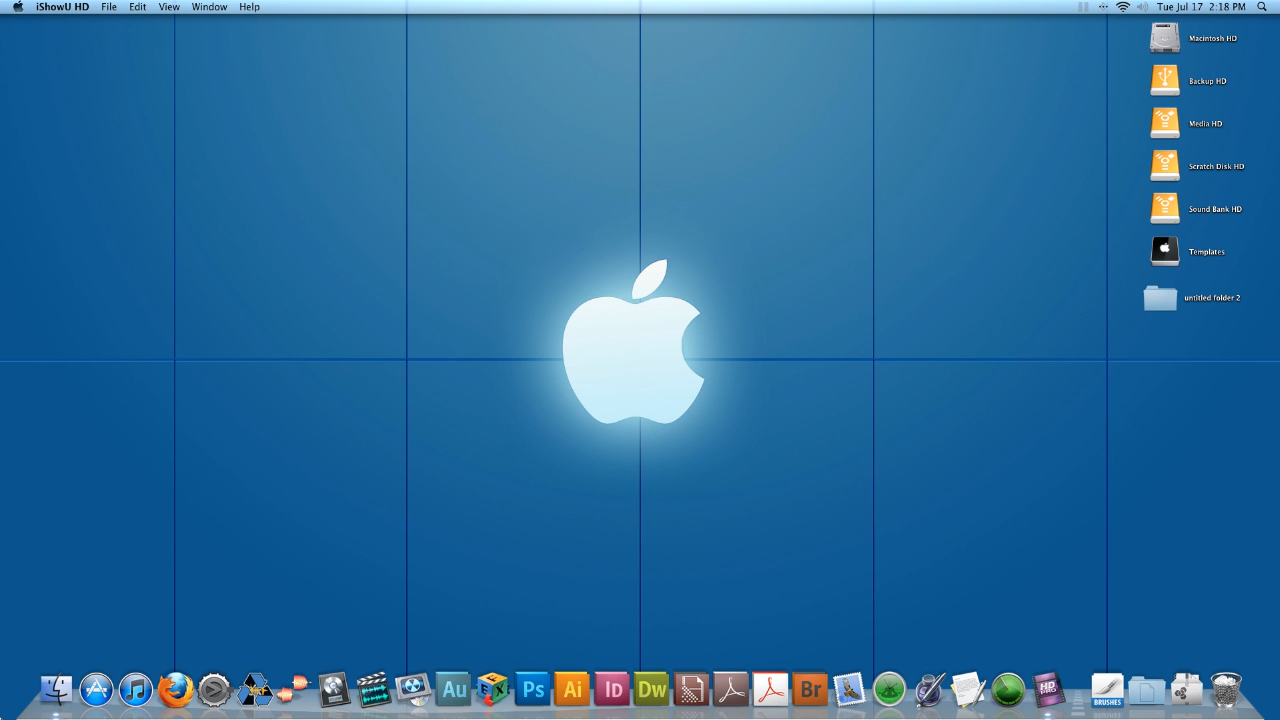 iShowU HD File Edit View Window Help Tue Jul 17 2:18 PM
Macintosh HD
Backup HD
Media HD
Scratch Disk HD
Sound Bank HD
Templates
untitled folder 2
Au Ps Ai Id Dw Br BRUSHES